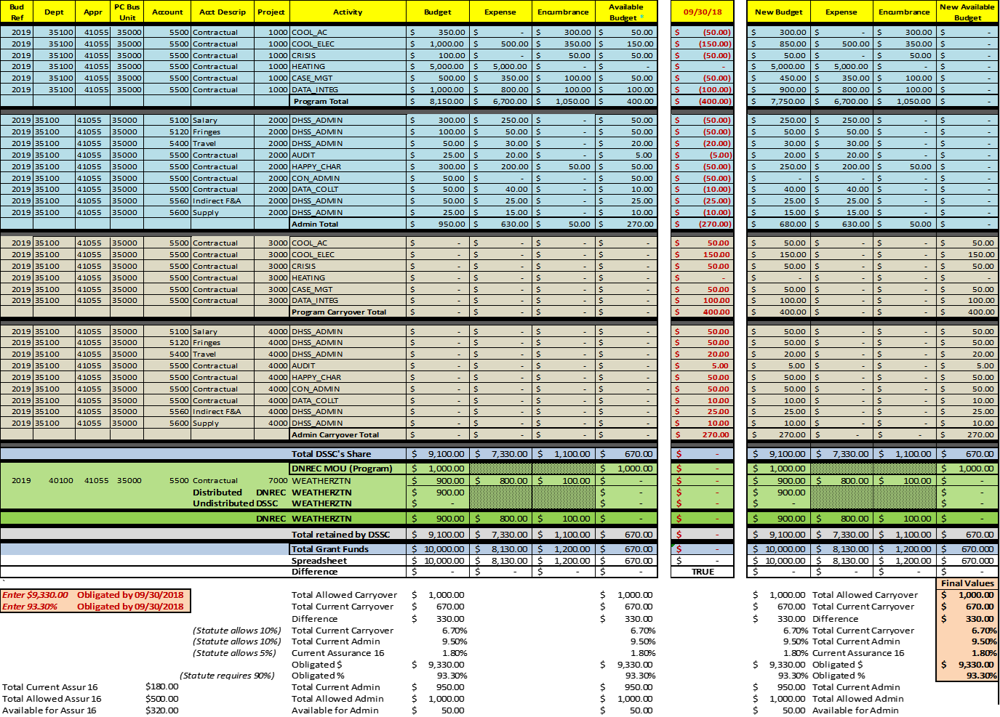 Bud Ref Dept Appr PC Bus Unit Account Acct Descrip Project Activity Budget Expense Encumbrance Available Budget * 09/30/18 New Budget Expense Encumbrance New Available Budget
2019 35100 41055 35000 5500 Contractual 1000 COOL_AC $ 350.00 $ - $ 300.00 $ 50.00 $ (50.00) $ 300.00 $ - $ 300.00 $ -
2019 35100 41055 35000 5500 Contractual 1000 COOL_ELEC $ 1,000.00 $ 500.00 $ 350.00 $ 150.00 $ (150.00) $ 850.00 $ 500.00 $ 350.00 $ -
2019 35100 41055 35000 5500 Contractual 1000 CRISIS $ 100.00 $ - $ 50.00 $ 50.00 $ (50.00) $ 50.00 $ - $ 50.00 $ -
2019 35100 41055 35000 5500 Contractual 1000 HEATING $ 5,000.00 $ 5,000.00 $ - $ - $ - $ 5,000.00 $ 5,000.00 $ - $ -
2019 35100 41055 35000 5500 Contractual 1000 CASE_MGT $ 500.00 $ 350.00 $ 100.00 $ 50.00 $ (50.00) $ 450.00 $ 350.00 $ 100.00 $ -
2019 35100 41055 35000 5500 Contractual 1000 DATA_INTEG $ 1,000.00 $ 800.00 $ 100.00 $ 100.00 $ (100.00) $ 900.00 $ 800.00 $ 100.00 $ -
Program Total $ 8,150.00 $ 6,700.00 $ 1,050.00 $ 400.00 $ (400.00) $ 7,750.00 $ 6,700.00 $ 1,050.00 $ -
2019 35100 41055 35000 5100 Salary 2000 DHSS_ADMIN $ 300.00 $ 250.00 $ - $ 50.00 $ (50.00) $ 250.00 $ 250.00 $ - $ -
2019 35100 41055 35000 5120 Fringes 2000 DHSS_ADMIN $ 100.00 $ 50.00 $ - $ 50.00 $ (50.00) $ 50.00 $ 50.00 $ - $ -
2019 35100 41055 35000 5400 Travel 2000 DHSS_ADMIN $ 50.00 $ 30.00 $ - $ 20.00 $ (20.00) $ 30.00 $ 30.00 $ - $ -
2019 35100 41055 35000 5500 Contractual 2000 AUDIT $ 25.00 $ 20.00 $ - $ 5.00 $ (5.00) $ 20.00 $ 20.00 $ - $ -
2019 35100 41055 35000 5500 Contractual 2000 HAPPY_CHAR $ 300.00 $ 200.00 $ 50.00 $ 50.00 $ (50.00) $ 250.00 $ 200.00 $ 50.00 $ -
2019 35100 41055 35000 5500 Contractual 2000 CON_ADMIN $ 50.00 $ - $ - $ 50.00 $ (50.00) $ - $ - $ - $ -
2019 35100 41055 35000 5500 Contractual 2000 DATA_COLLT $ 50.00 $ 40.00 $ - $ 10.00 $ (10.00) $ 40.00 $ 40.00 $ - $ -
2019 35100 41055 35000 5560 Indirect F&A 2000 DHSS_ADMIN $ 50.00 $ 25.00 $ - $ 25.00 $ (25.00) $ 25.00 $ 25.00 $ - $ -
2019 35100 41055 35000 5600 Supply 2000 DHSS_ADMIN $ 25.00 $ 15.00 $ - $ 10.00 $ (10.00) $ 15.00 $ 15.00 $ - $ -
Admin Total $ 950.00 $ 630.00 $ 50.00 $ 270.00 $ (270.00) $ 680.00 $ 630.00 $ 50.00 $ -
2019 35100 41055 35000 5500 Contractual 3000 COOL_AC $ - $ - $ - $ - $ 50.00 $ 50.00 $ - $ - $ 50.00
2019 35100 41055 35000 5500 Contractual 3000 COOL_ELEC $ - $ - $ - $ - $ 150.00 $ 150.00 $ - $ - $ 150.00
2019 35100 41055 35000 5500 Contractual 3000 CRISIS $ - $ - $ - $ - $ 50.00 $ 50.00 $ - $ - $ 50.00
2019 35100 41055 35000 5500 Contractual 3000 HEATING $ - $ - $ - $ - $ - $ - $ - $ - $ -
2019 35100 41055 35000 5500 Contractual 3000 CASE_MGT $ - $ - $ - $ - $ 50.00 $ 50.00 $ - $ - $ 50.00
2019 35100 41055 35000 5500 Contractual 3000 DATA_INTEG $ - $ - $ - $ - $ 100.00 $ 100.00 $ - $ - $ 100.00
Program Carryover Total $ - $ - $ - $ - $ 400.00 $ 400.00 $ - $ - $ 400.00
2019 35100 41055 35000 5100 Salary 4000 DHSS_ADMIN $ - $ - $ - $ - $ 50.00 $ 50.00 $ - $ - $ 50.00
2019 35100 41055 35000 5120 Fringes 4000 DHSS_ADMIN $ - $ - $ - $ - $ 50.00 $ 50.00 $ - $ - $ 50.00
2019 35100 41055 35000 5400 Travel 4000 DHSS_ADMIN $ - $ - $ - $ - $ 20.00 $ 20.00 $ - $ - $ 20.00
2019 35100 41055 35000 5500 Contractual 4000 AUDIT $ - $ - $ - $ - $ 5.00 $ 5.00 $ - $ - $ 5.00
2019 35100 41055 35000 5500 Contractual 4000 HAPPY_CHAR $ - $ - $ - $ - $ 50.00 $ 50.00 $ - $ - $ 50.00
2019 35100 41055 35000 5500 Contractual 4000 CON_ADMIN $ - $ - $ - $ - $ 50.00 $ 50.00 $ - $ - $ 50.00
2019 35100 41055 35000 5500 Contractual 4000 DATA_COLLT $ - $ - $ - $ - $ 10.00 $ 10.00 $ - $ - $ 10.00
2019 35100 41055 35000 5560 Indirect F&A 4000 DHSS_ADMIN $ - $ - $ - $ - $ 25.00 $ 25.00 $ - $ - $ 25.00
2019 35100 41055 35000 5600 Supply 4000 DHSS_ADMIN $ - $ - $ - $ - $ 10.00 $ 10.00 $ - $ - $ 10.00
Admin Carryover Total $ - $ - $ - $ - $ 270.00 $ 270.00 $ - $ - $ 270.00
Total DSSC's Share $ 9,100.00 $ 7,330.00 $ 1,100.00 $ 670.00 $ - $ 9,100.00 $ 7,330.00 $ 1,100.00 $ 670.00
DNREC MOU (Program) $ 1,000.00 $ 1,000.00 $ - $ 1,000.00 $ 1,000.00
2019 40100 41055 35000 5500 Contractual 7000 WEATHERZTN $ 900.00 $ 800.00 $ 100.00 $ - $ - $ 900.00 $ 800.00 $ 100.00 $ -
Distributed DNREC WEATHERZTN $ 900.00 $ - $ - $ 900.00 $ -
Undistributed DSSC WEATHERZTN $ - $ - $ - $ - $ -
DNREC WEATHERZTN $ 900.00 $ 800.00 $ 100.00 $ - $ - $ 900.00 $ 800.00 $ 100.00 $ -
Total retained by DSSC $ 9,100.00 $ 7,330.00 $ 1,100.00 $ 670.00 $ - $ 9,100.00 $ 7,330.00 $ 1,100.00 $ 670.00
Total Grant Funds $ 10,000.00 $ 8,130.00 $ 1,200.00 $ 670.00 $ - $ 10,000.00 $ 8,130.00 $ 1,200.00 $ 670.000
Spreadsheet $ 10,000.00 $ 8,130.00 $ 1,200.00 $ 670.00 $ - $ 10,000.00 $ 8,130.00 $ 1,200.00 $ 670.000
Difference $ - $ - $ - $ - TRUE $ - $ - $ - $ -
` Final Values
Enter $9,330.00 Obligated by 09/30/2018 Total Allowed Carryover $ 1,000.00 $ 1,000.00 $ 1,000.00 Total Allowed Carryover $ 1,000.00
Enter 93.30% Obligated by 09/30/2018 Total Current Carryover $ 670.00 $ 670.00 $ 670.00 Total Current Carryover $ 670.00
Difference $ 330.00 $ 330.00 $ 330.00 Difference $ 330.00
(Statute allows 10%) Total Current Carryover 6.70% 6.70% 6.70% Total Current Carryover 6.70%
(Statute allows 10%) Total Current Admin 9.50% 9.50% 9.50% Total Current Admin 9.50%
(Statute allows 5%) Current Assurance 16 1.80% 1.80% 1.80% Current Assurance 16 1.80%
Obligated $ $ 9,330.00 $ 9,330.00 $ 9,330.00 Obligated $ $ 9,330.00
(Statute requires 90%) Obligated % 93.30% 93.30% 93.30% Obligated % 93.30%
Total Current Assur 16 $180.00 Total Current Admin $ 950.00 $ 950.00 $ 950.00 Total Current Admin
Total Allowed Assur 16 $500.00 Total Allowed Admin $ 1,000.00 $ 1,000.00 $ 1,000.00 Total Allowed Admin
Available for Assur 16 $320.00 Available for Admin $ 50.00 $ 50.00 $ 50.00 Available for Admin